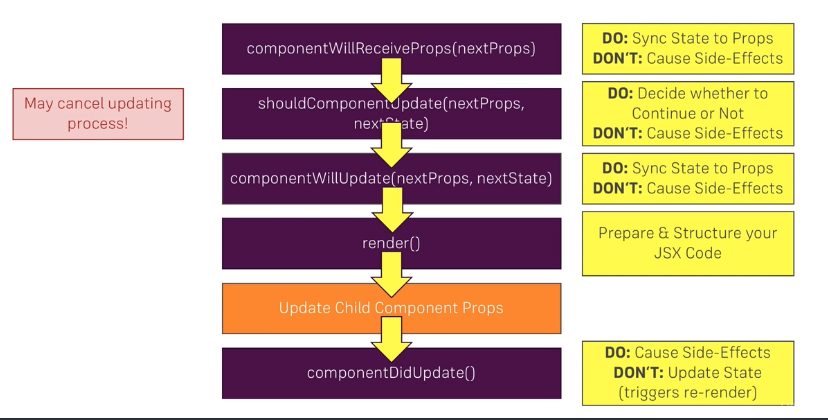 componentWillReceiveProps(nextProps)
DO: Sync State to Props
DON'T: Cause Side-Effects
May cancel updating
process!
shouldComponentUpdate(nextProps,
nextState)
DO: Decide whether to
Continue or Not
DON'T: Cause Side-Effects
componentWillUpdate(nextProps, nextState)
DO: Sync State to Props
DON'T: Cause Side-Effects
render()
Prepare & Structure your
JSX Code
Update Child Component Props
componentDidUpdate()
DO: Cause Side-Effects
DON'T: Update State
(triggers re-render)